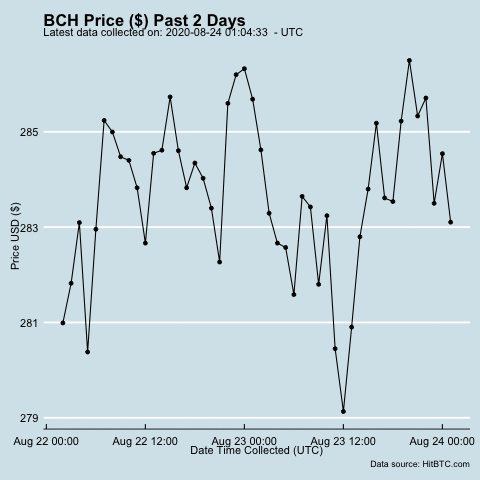 BCH Price ($) Past 2 Days
Latest data collected on: 2020-08-24 01:04:33  - UTC
285
283
281
279
Price USD ($)
Aug 22 00:00 Aug 22 12:00 Aug 23 00:00 Aug 23 12:00 Aug 24 00:00
Date Time Collected (UTC)
Data source: HitBTC.com